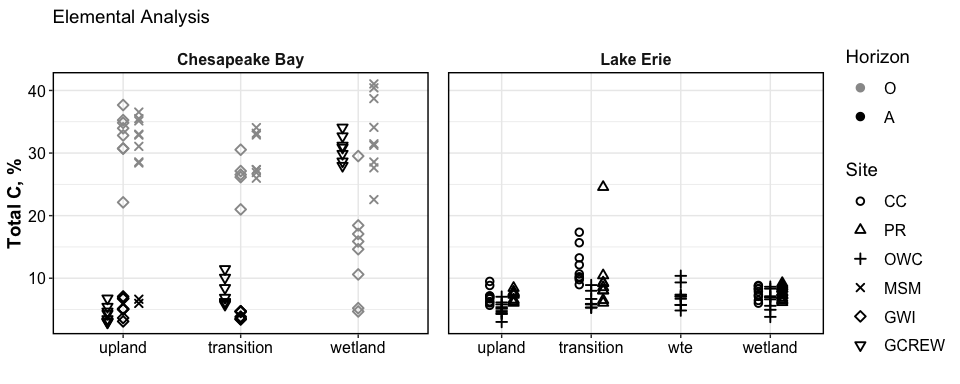 Elemental Analysis
Chesapeake Bay
Lake Erie
Total C, %
40
30
20
10
upland
transition
wetland
upland
transition
wte
wetland
Horizon
O
A
Site
CC
PR
OWC
MSM
GWI
GCREW